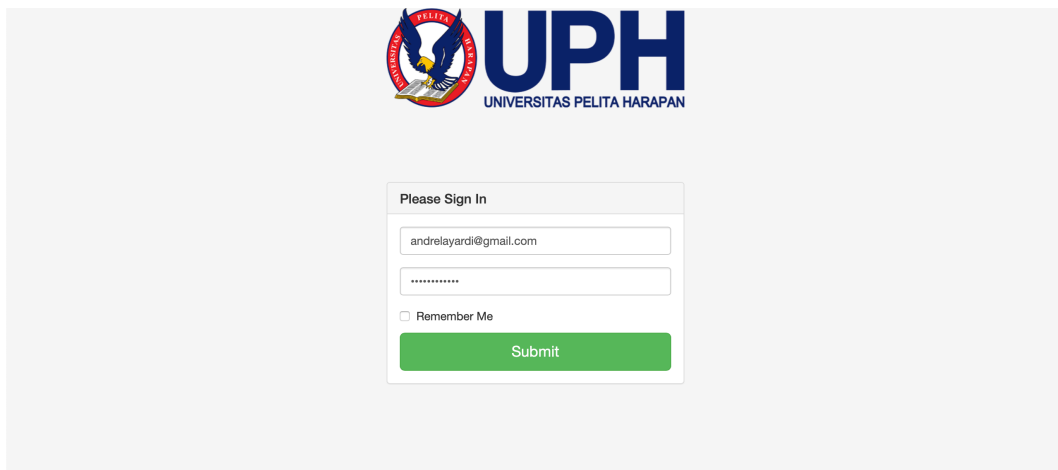 UNIVERSITAS PELITA HARAPAN
UPH
UNIVERSITAS PELITA HARAPAN
Please Sign In
andrelayardi@gmail.com
••••••••••••
Remember Me
Submit